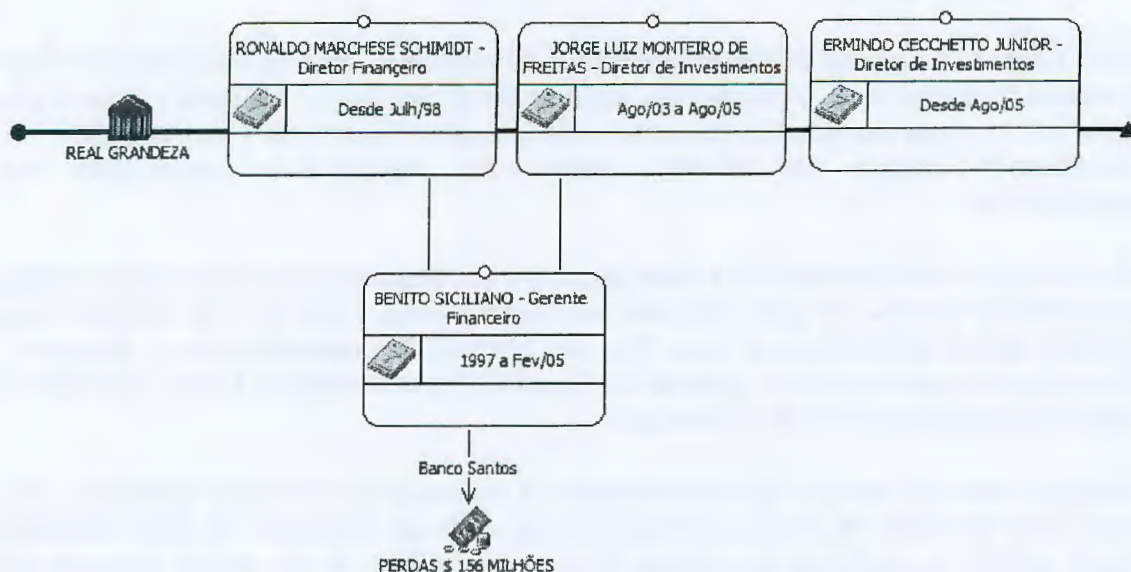 RONALDO MARCHESE SCHIMIDT -
Diretor Financeiro
Desde Julh/98
JORGE LUIZ MONTEIRO DE
FREITAS - Diretor de Investimentos
Ago/03 a Ago/05
ERMINDO CECCHETTO JUNIOR -
Diretor de Investimentos
Desde Ago/05
REAL GRANDEZA
BENITO SICILIANO - Gerente
Financeiro
1997 a Fev/05
Banco Santos
PERDAS $ 156 MILHÕES